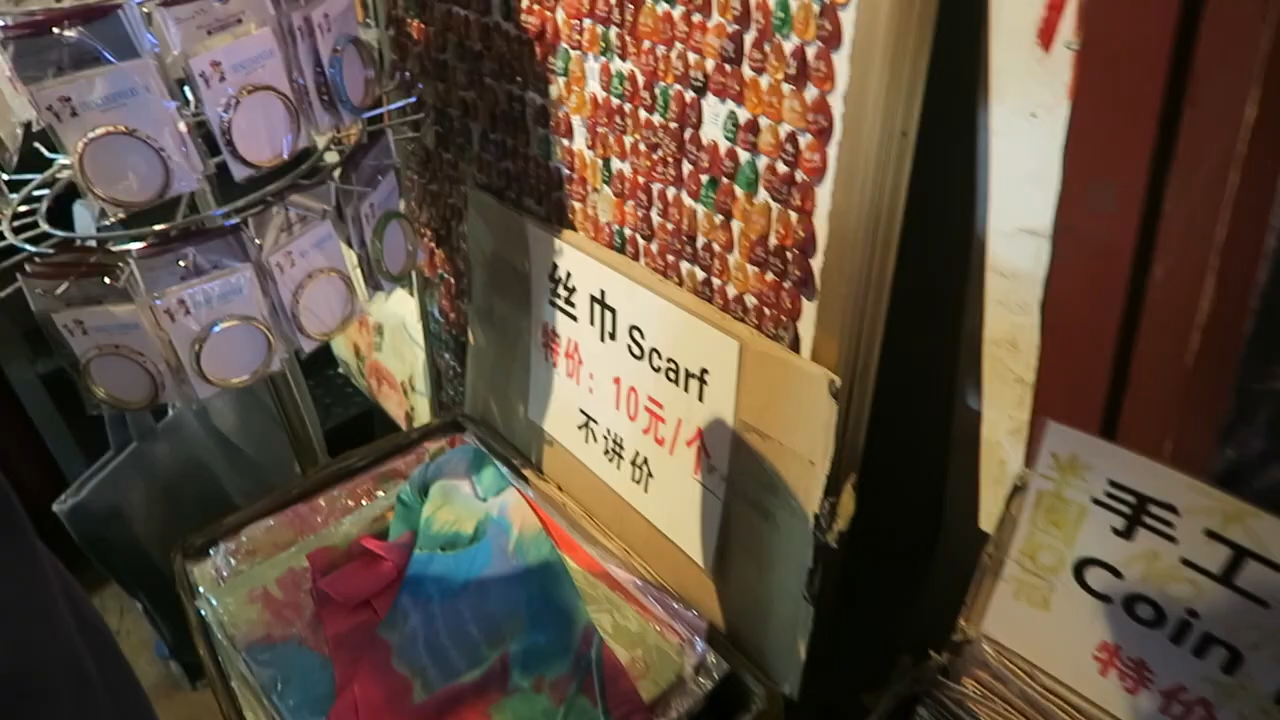 丝巾 Scarf
特价：10元/个
不讲价
手工
Coin
特价